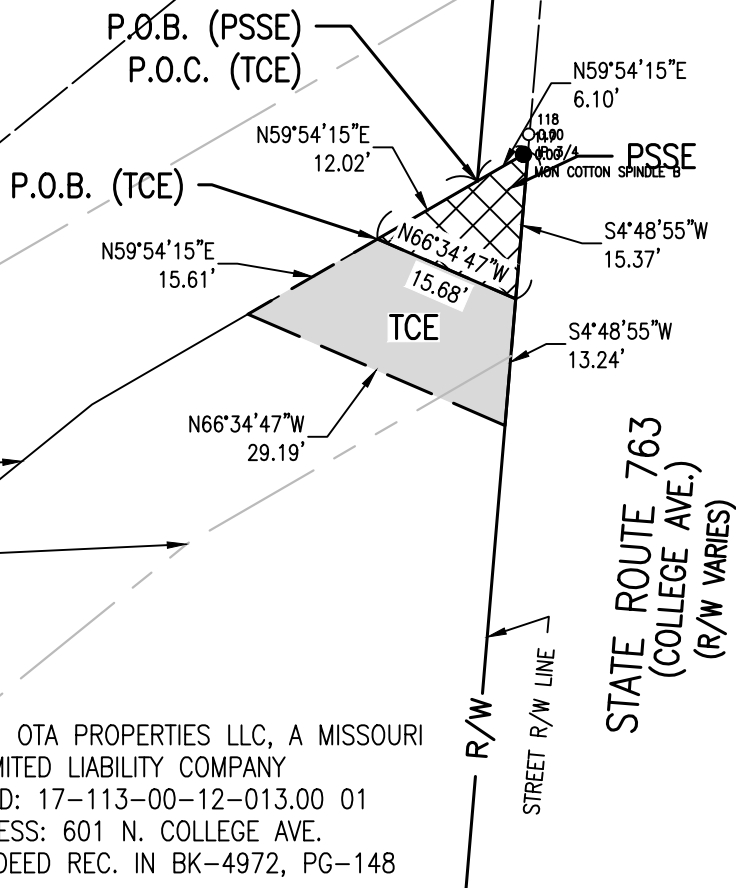 P.O.B. (PSSE)
P.O.C. (TCE)
N59°54'15"E
6.10'
118
0.00
N59°54'15"E
12.02'
PSSE
MON COTTON SPINDLE B
P.O.B. (TCE)
S4°48'55"W
15.37'
N66°34'47"W
15.68'
N59°54'15"E
15.61'
TCE
S4°48'55"W
13.24'
N66°34'47"W
29.19'
STATE ROUTE 763
(COLLEGE AVE.)
(R/W VARIES)
R/W
STREET R/W LINE
OTA PROPERTIES LLC, A MISSOURI
MITED LIABILITY COMPANY
D: 17-113-00-12-013.00 01
ESS: 601 N. COLLEGE AVE.
DEED REC. IN BK-4972, PG-148